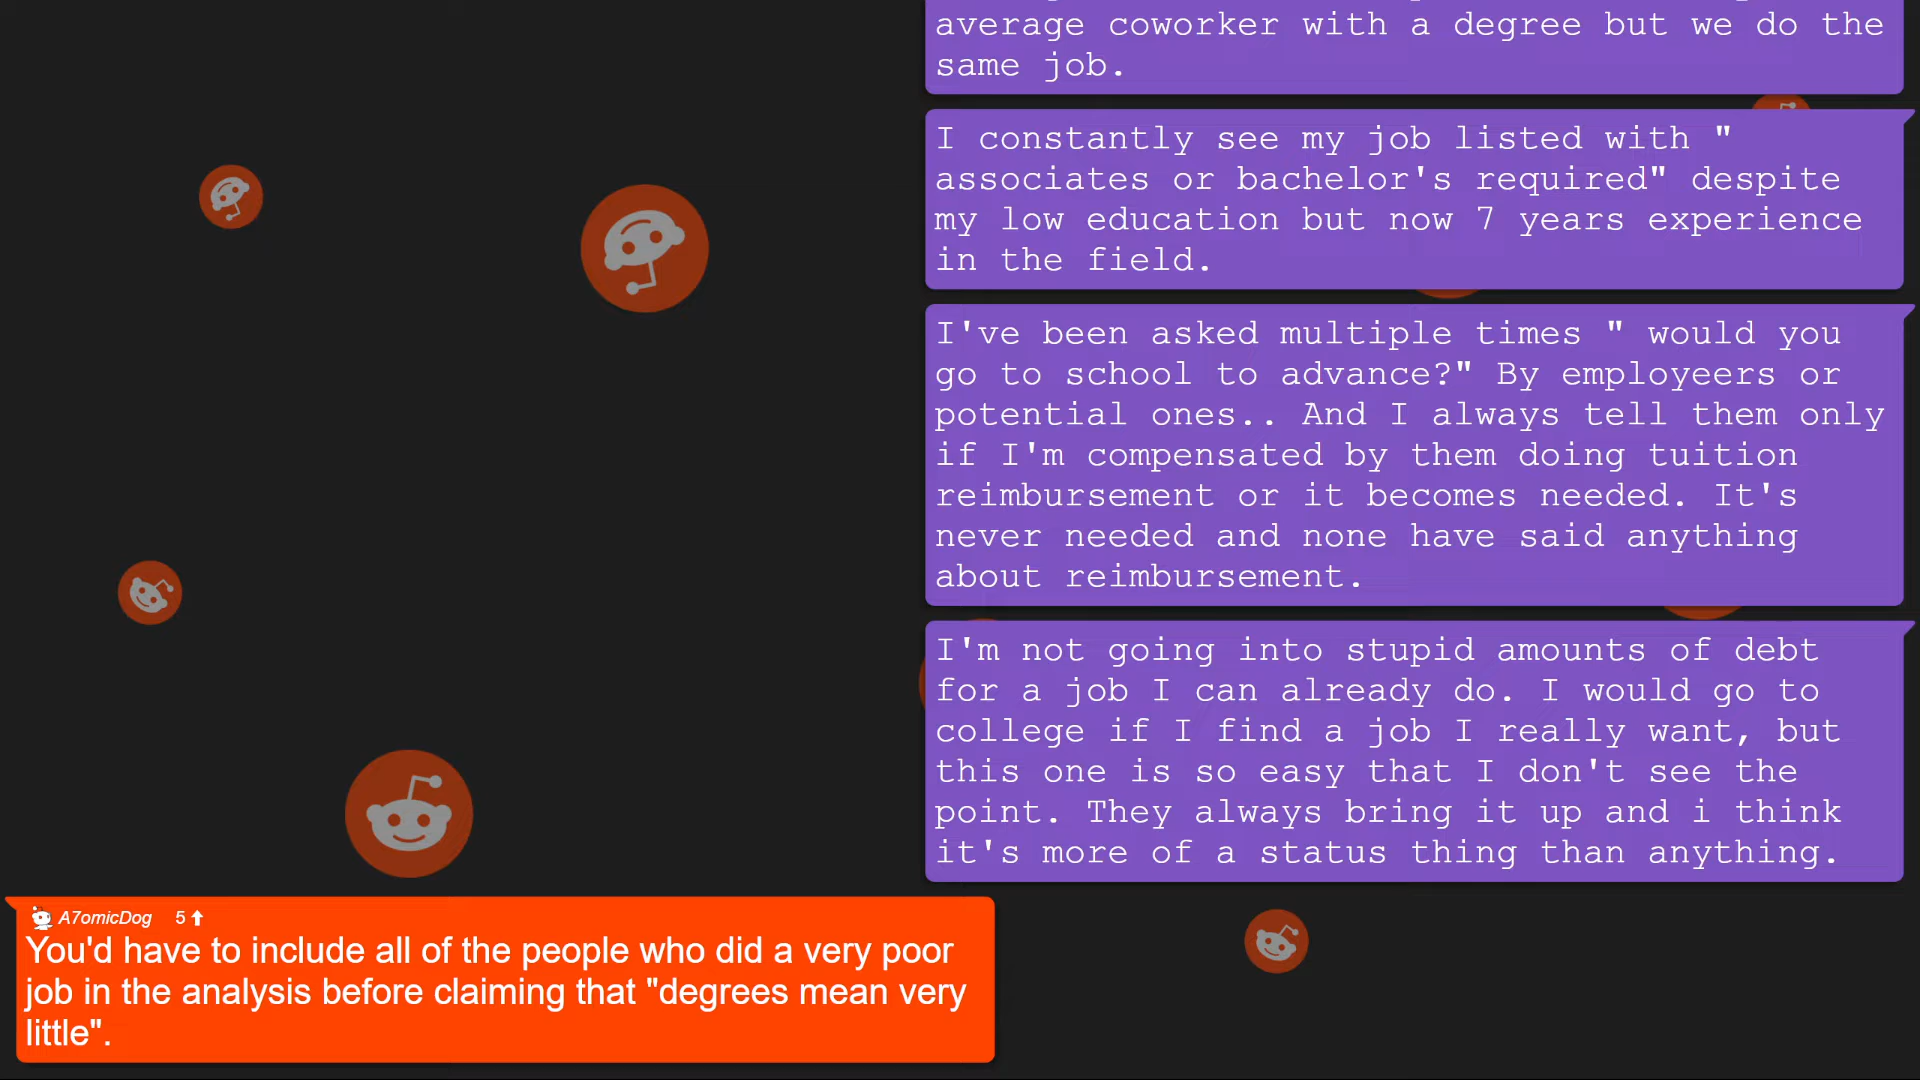 average coworker with a degree but we do the
same job.
I constantly see my job listed with "
associates or bachelor's required" despite
my low education but now 7 years experience
in the field.
I've been asked multiple times " would you
go to school to advance?" By employeers or
potential ones.. And I always tell them only
if I'm compensated by them doing tuition
reimbursement or it becomes needed. It's
never needed and none have said anything
about reimbursement.
I'm not going into stupid amounts of debt
for a job I can already do. I would go to
college if I find a job I really want, but
this one is so easy that I don't see the
point. They always bring it up and i think
it's more of a status thing than anything.
A7omicDog 5
You'd have to include all of the people who did a very poor
job in the analysis before claiming that "degrees mean very
little".